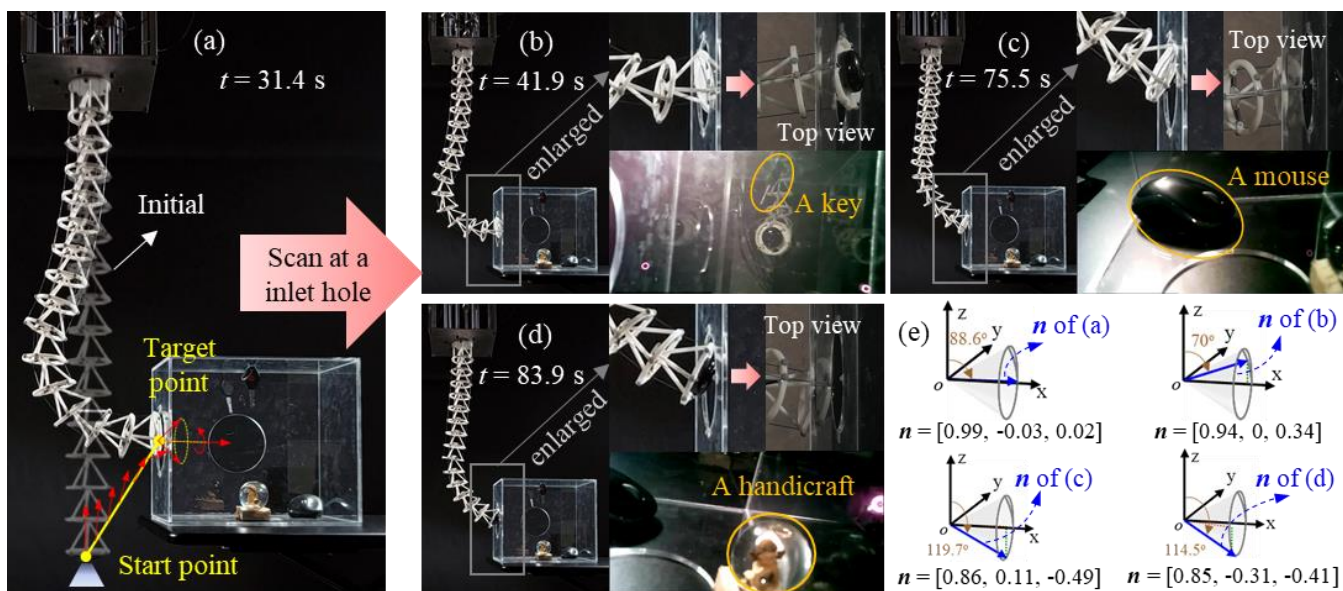 (a)
t = 31.4 s
Initial
Target
point
Start point
Scan at a
inlet hole
(b)
t = 41.9 s
enlarged
Top view
A key
(c)
t = 75.5 s
enlarged
Top view
A mouse
(d)
t = 83.9 s
enlarged
Top view
A handicraft
(e)
z
88.6°
y
n of (a)
o
x
n = [0.99, -0.03, 0.02]
z
70°
y
n of (b)
o
x
n = [0.94, 0, 0.34]
z
y
n of (c)
o
x
119.7°
n = [0.86, 0.11, -0.49]
z
y
n of (d)
o
x
114.5°
n = [0.85, -0.31, -0.41]